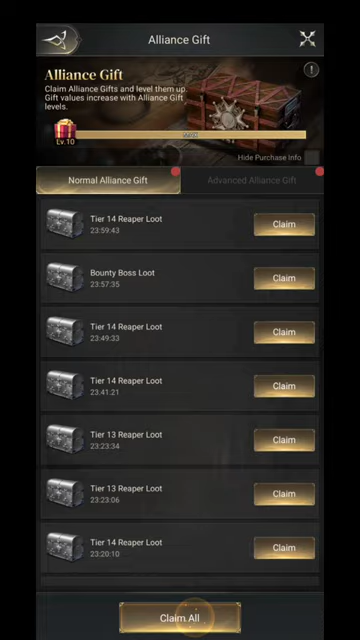 Alliance Gift
Alliance Gift
Claim Alliance Gifts and level them up.
Gift values increase with Alliance Gift
levels.
Lv.10
MAX
Hide Purchase Info
Normal Alliance Gift
Advanced Alliance Gift
Tier 14 Reaper Loot
23:59:43
Claim
Bounty Boss Loot
23:57:35
Claim
Tier 14 Reaper Loot
23:49:33
Claim
Tier 14 Reaper Loot
23:41:21
Claim
Tier 13 Reaper Loot
23:23:34
Claim
Tier 13 Reaper Loot
23:23:06
Claim
Tier 14 Reaper Loot
23:20:10
Claim
Claim All